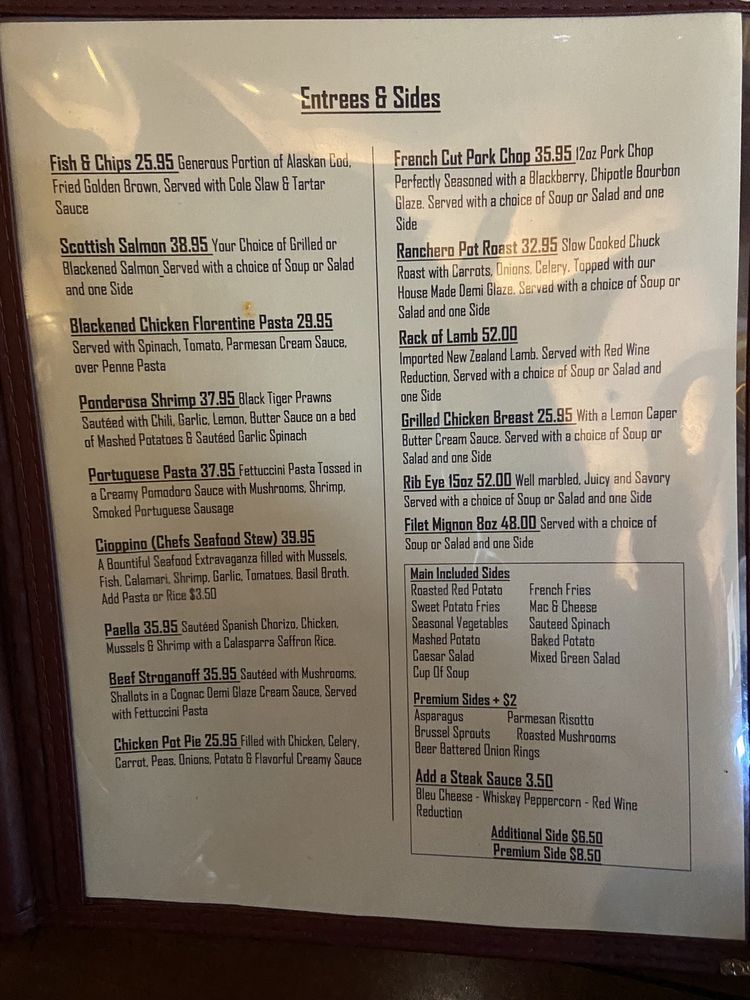 Entrees & Sides
Fish & Chips 25.95 Generous Portion of Alaskan Cod,
Fried Golden Brown, Served with Cole Slaw & Tartar
Sauce
Scottish Salmon 38.95 Your Choice of Grilled or
Blackened Salmon Served with a choice of Soup or Salad
and one Side
Blackened Chicken Florentine Pasta 29.95
Served with Spinach, Tomato, Parmesan Cream Sauce,
over Penne Pasta
Ponderosa Shrimp 37.95 Black Tiger Prawns
Sautéed with Chili, Garlic, Lemon, Butter Sauce on a bed
of Mashed Potatoes & Sautéed Garlic Spinach
Portuguese Pasta 37.95 Fettuccini Pasta Tossed in
a Creamy Pomodoro Sauce with Mushrooms, Shrimp,
Smoked Portuguese Sausage
Cioppino (Chefs Seafood Stew) 39.95
A Bountiful Seafood Extravaganza filled with Mussels,
Fish, Calamari, Shrimp, Garlic, Tomatoes, Basil Broth.
Add Pasta or Rice $3.50
Paella 35.95 Sautéed Spanish Chorizo, Chicken,
Mussels & Shrimp with a Calasparra Saffron Rice.
Beef Stroganoff 35.95 Sautéed with Mushrooms,
Shallots in a Cognac Demi Glaze Cream Sauce, Served
with Fettuccini Pasta
Chicken Pot Pie 25.95 Filled with Chicken, Celery,
Carrot, Peas, Onions, Potato & Flavorful Creamy Sauce
French Cut Pork Chop 35.95 12oz Pork Chop
Perfectly Seasoned with a Blackberry, Chipotle Bourbon
Glaze. Served with a choice of Soup or Salad and one
Side
Ranchero Pot Roast 32.95 Slow Cooked Chuck
Roast with Carrots, Onions, Celery. Topped with our
House Made Demi Glaze. Served with a choice of Soup or
Salad and one Side
Rack of Lamb 52.00
Imported New Zealand Lamb. Served with Red Wine
Reduction, Served with a choice of Soup or Salad and
one Side
Grilled Chicken Breast 25.95 With a Lemon Caper
Butter Cream Sauce. Served with a choice of Soup or
Salad and one Side
Rib Eye 15oz 52.00 Well marbled, Juicy and Savory
Served with a choice of Soup or Salad and one Side
Filet Mignon 8oz 48.00 Served with a choice of
Soup or Salad and one Side
Main Included Sides
Roasted Red Potato French Fries
Sweet Potato Fries Mac & Cheese
Seasonal Vegetables Sauteed Spinach
Mashed Potato Baked Potato
Caesar Salad Mixed Green Salad
Cup Of Soup
Premium Sides + $2
Asparagus Parmesan Risotto
Brussel Sprouts Roasted Mushrooms
Beer Battered Onion Rings
Add a Steak Sauce 3.50
Bleu Cheese - Whiskey Peppercorn - Red Wine
Reduction
Additional Side $6.50
Premium Side $8.50